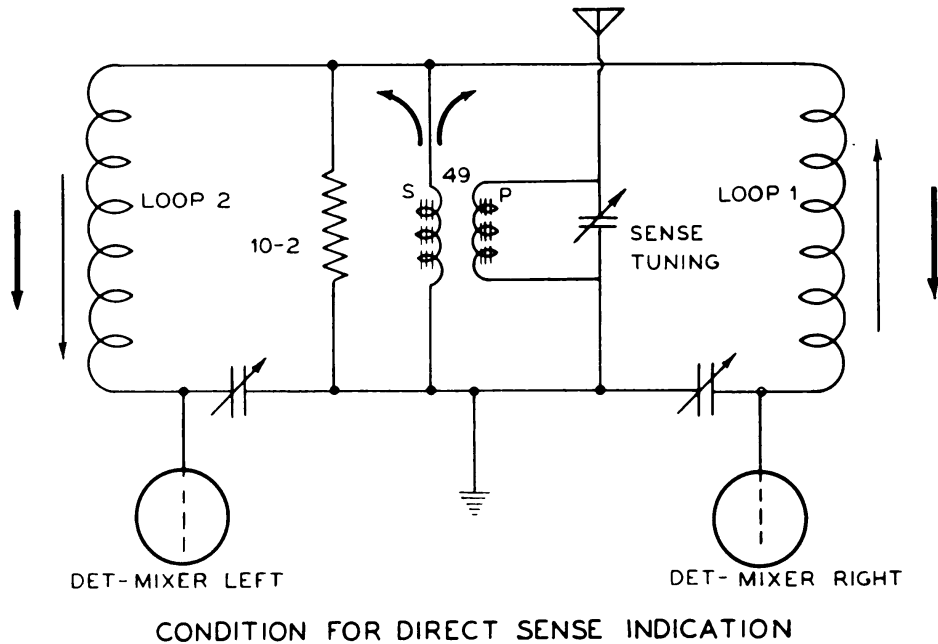 49
S
P
LOOP 2
LOOP 1
10-2
SENSE
TUNING
DET-MIXER LEFT
DET-MIXER RIGHT
CONDITION FOR DIRECT SENSE INDICATION